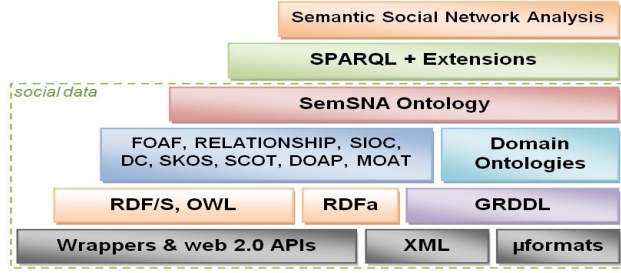 Semantic Social Network Analysis
SPARQL + Extensions
social data
SemSNA Ontology
FOAF, RELATIONSHIP, SIOC,
DC, SKOS, SCOT, DOAP, MOAT
Domain
Ontologies
RDF/S, OWL
RDFa
GRDDL
Wrappers & web 2.0 APIs
XML
µformats